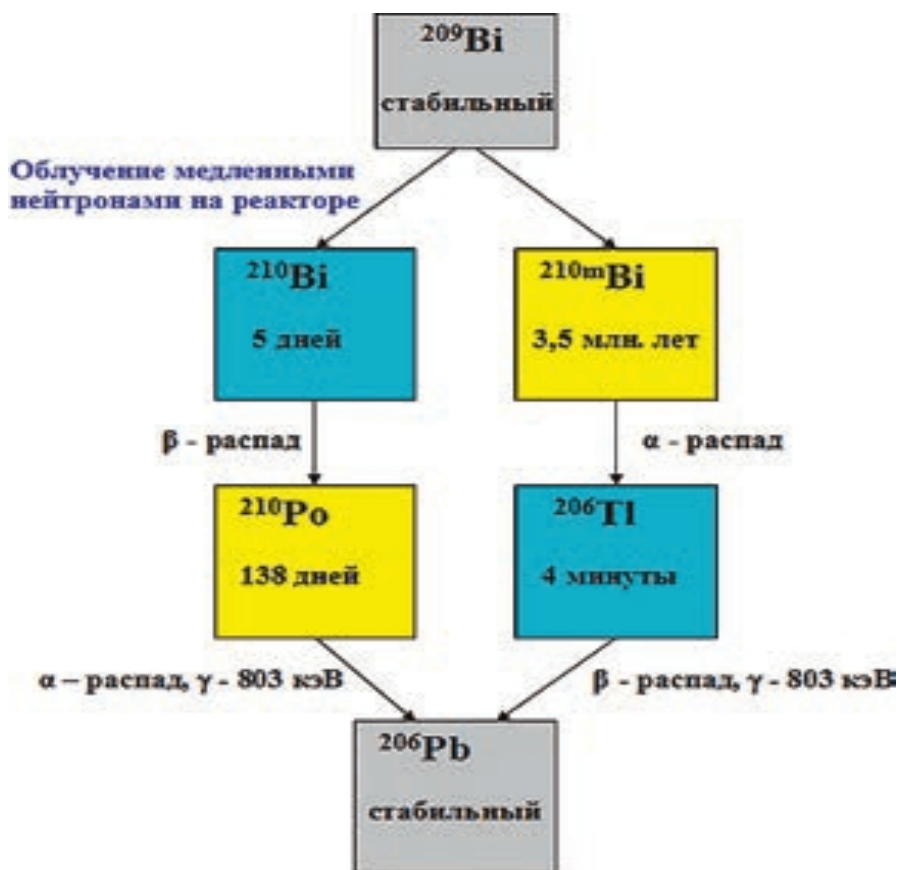 ²⁰⁹Bi
стабильный
Облучение медленными
нейтронами на реакторе
²¹⁰Bi
5 дней
²¹⁰ᵐBi
3,5 млн. лет
β - распад
α - распад
²¹⁰Po
138 дней
²⁰⁶Tl
4 минуты
α – распад, γ - 803 кэВ
β - распад, γ - 803 кэВ
²⁰⁶Pb
стабильный